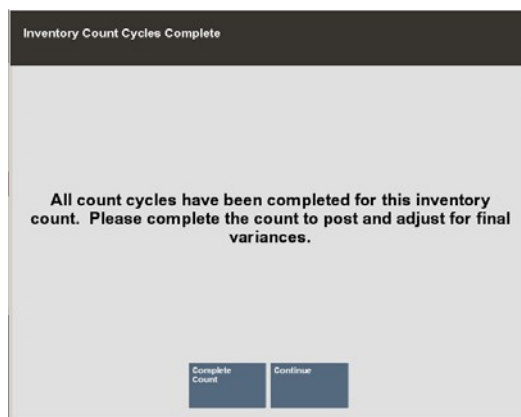 Inventory Count Cycles Complete
All count cycles have been completed for this inventory
count. Please complete the count to post and adjust for final
variances.
Complete
Count
Continue